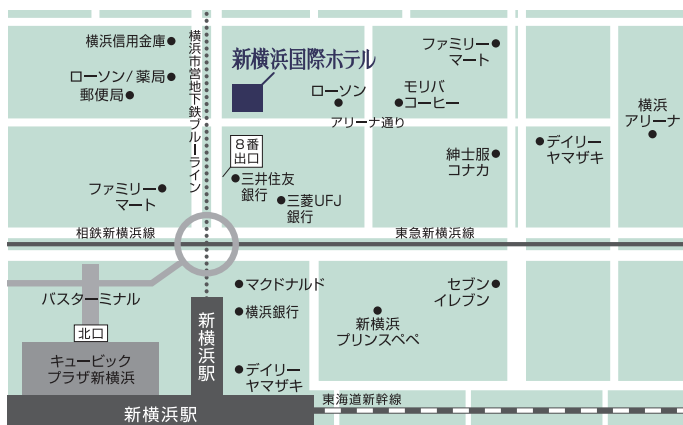 横浜信用金庫
ローソン/薬局
郵便局
横浜市営地下鉄ブルーライン
新横浜国際ホテル
ローソン
モリバ
コーヒー
ファミリー
マート
横浜
アリーナ
アリーナ通り
8番
出口
三井住友
銀行
三菱UFJ
銀行
紳士服
コナカ
デイリー
ヤマザキ
ファミリー
マート
相鉄新横浜線
東急新横浜線
バスターミナル
マクドナルド
横浜銀行
セブン
イレブン
新横浜
プリンスペペ
北口
新横浜駅
キュービック
プラザ新横浜
デイリー
ヤマザキ
東海道新幹線
新横浜駅